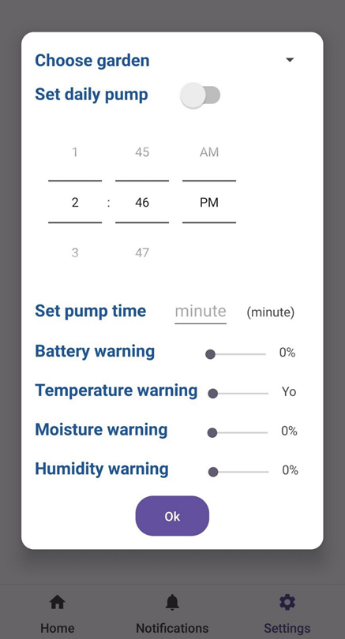 Choose garden
Set daily pump
1 45 AM
2 : 46 PM
3 47
Set pump time minute (minute)
Battery warning 0%
Temperature warning Yo
Moisture warning 0%
Humidity warning 0%
Ok
Home Notifications Settings